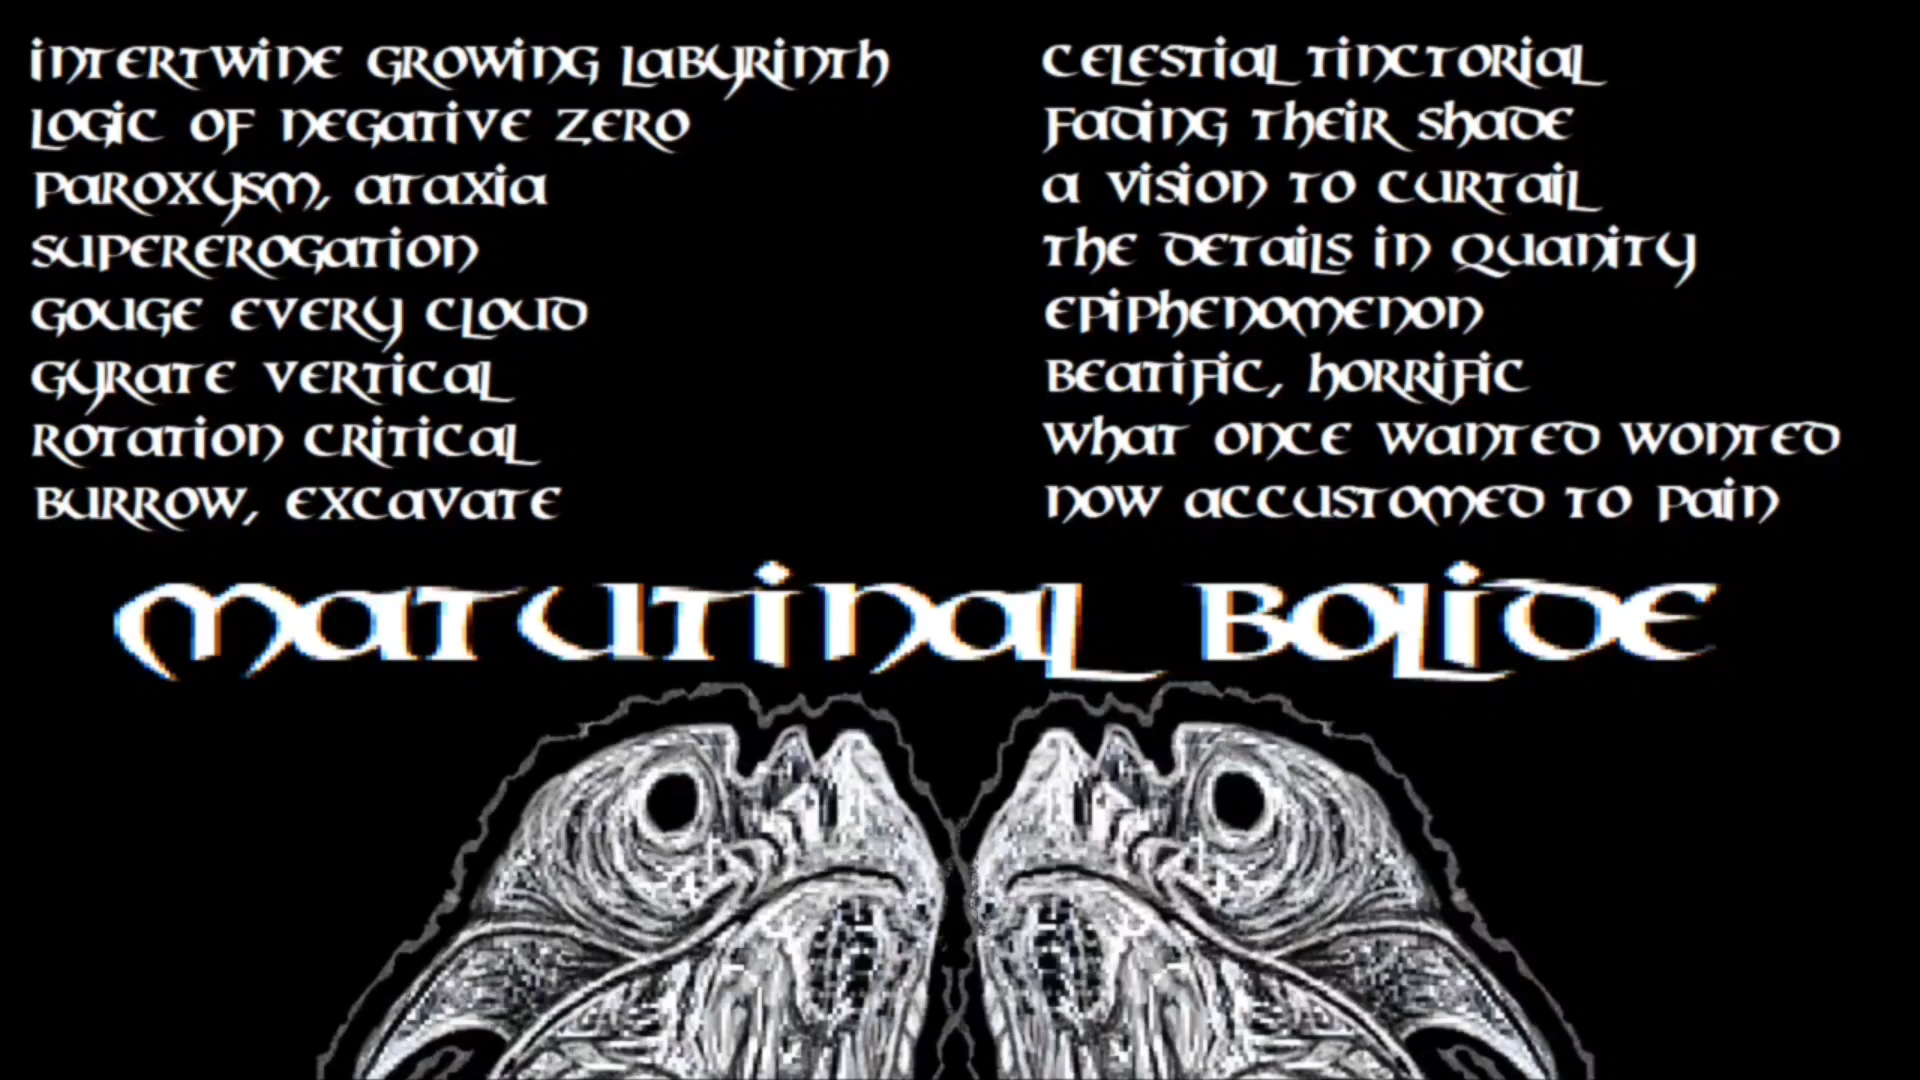 intertwine growing labyrinth
logic of negative zero
paroxysm, ataxia
supererogation
gouge every cloud
gyrate vertical
rotation critical
burrow, excavate
celestial tinctorial
fading their shade
a vision to curtail
the details in quanity
epiphenomenon
beatific, horrific
what once wanted wonted
now accustomed to pain
matutinal bolide